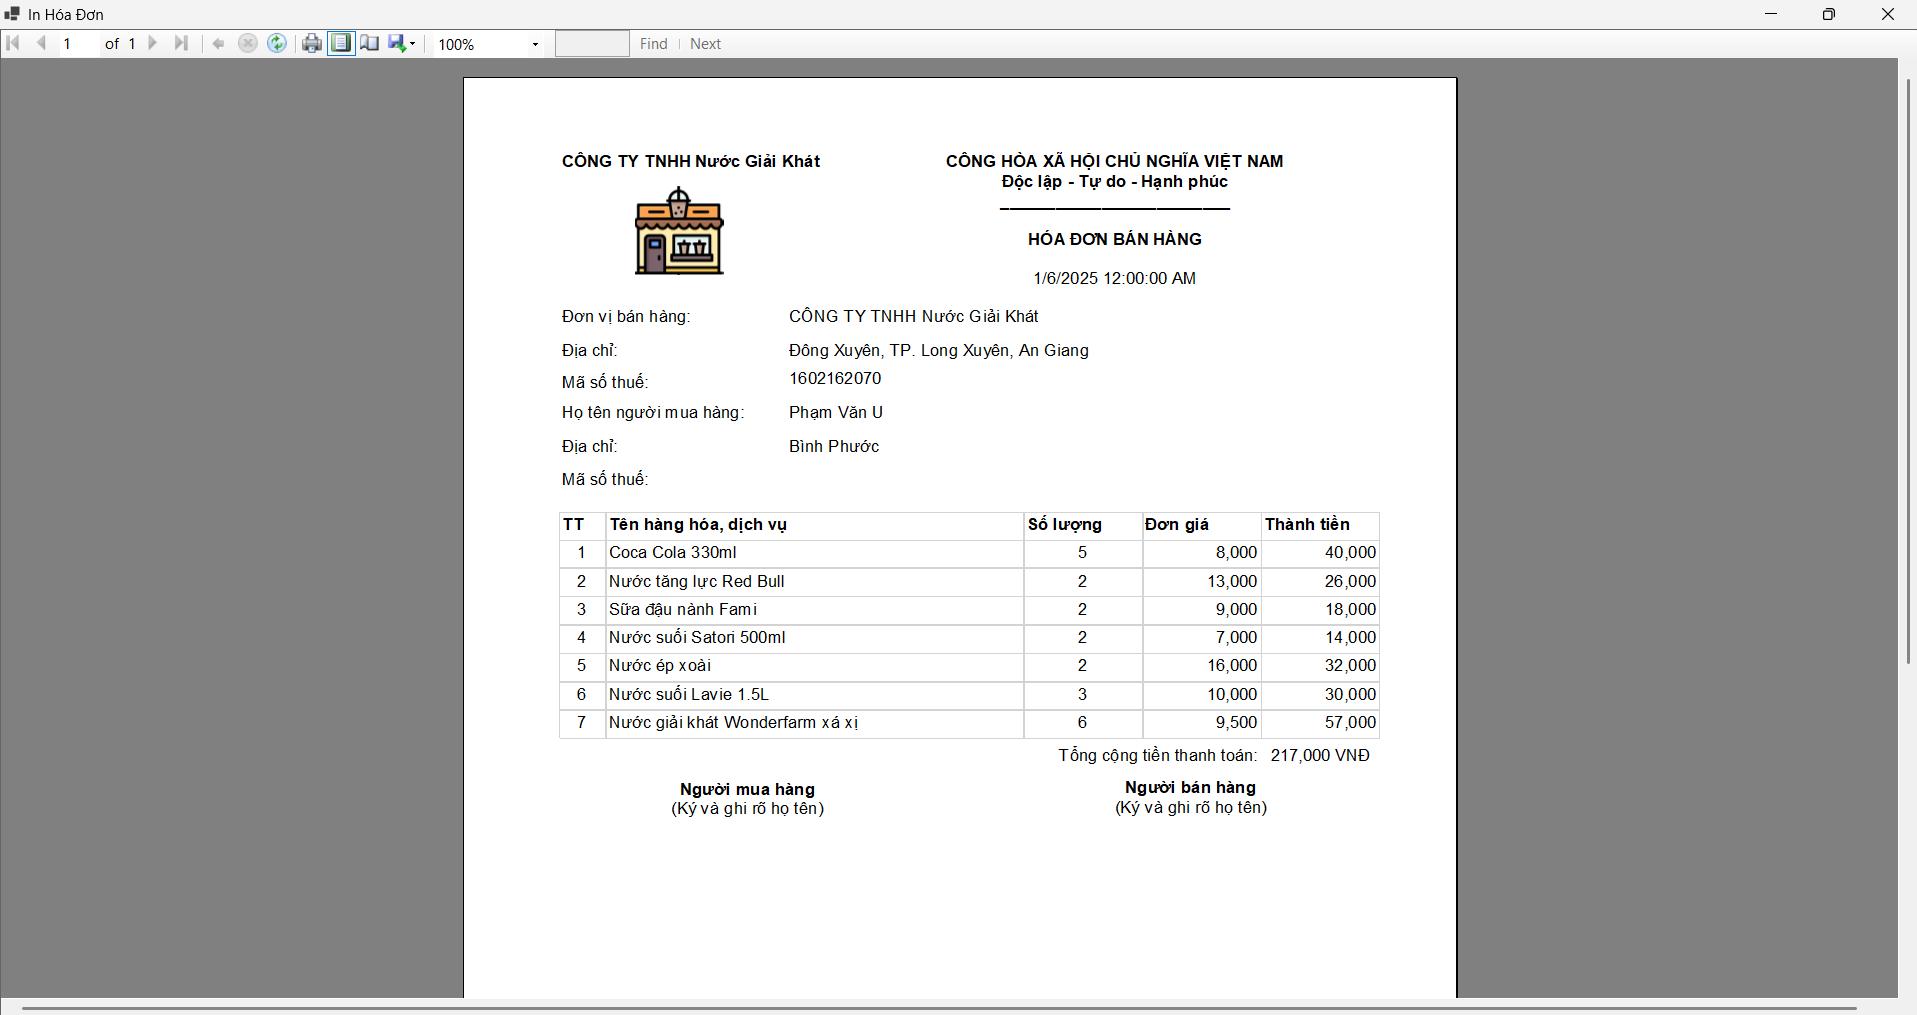 In Hóa Đơn
1 of 1 100% Find Next
CÔNG TY TNHH Nước Giải Khát
CÔNG HÒA XÃ HỘI CHỦ NGHĨA VIỆT NAM
Độc lập - Tự do - Hạnh phúc
HÓA ĐƠN BÁN HÀNG
1/6/2025 12:00:00 AM
Đơn vị bán hàng: CÔNG TY TNHH Nước Giải Khát
Địa chỉ: Đông Xuyên, TP. Long Xuyên, An Giang
Mã số thuế: 1602162070
Họ tên người mua hàng: Phạm Văn U
Địa chỉ: Bình Phước
Mã số thuế:
TT Tên hàng hóa, dịch vụ Số lượng Đơn giá Thành tiền
1 Coca Cola 330ml 5 8,000 40,000
2 Nước tăng lực Red Bull 2 13,000 26,000
3 Sữa đậu nành Fami 2 9,000 18,000
4 Nước suối Satori 500ml 2 7,000 14,000
5 Nước ép xoài 2 16,000 32,000
6 Nước suối Lavie 1.5L 3 10,000 30,000
7 Nước giải khát Wonderfarm xá xị 6 9,500 57,000
Tổng cộng tiền thanh toán: 217,000 VNĐ
Người mua hàng
(Ký và ghi rõ họ tên)
Người bán hàng
(Ký và ghi rõ họ tên)